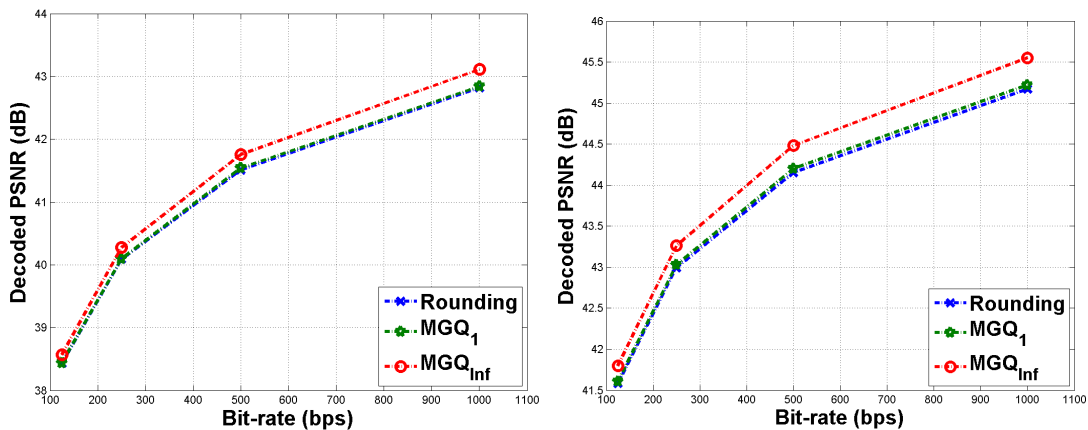 44
43
42
41
40
39
38
Decoded PSNR (dB)
100 200 300 400 500 600 700 800 900 1000 1100
Bit-rate (bps)
Rounding
MGQ1
MGQInf
46
45.5
45
44.5
44
43.5
43
42.5
42
41.5
Decoded PSNR (dB)
100 200 300 400 500 600 700 800 900 1000 1100
Bit-rate (bps)
Rounding
MGQ1
MGQInf